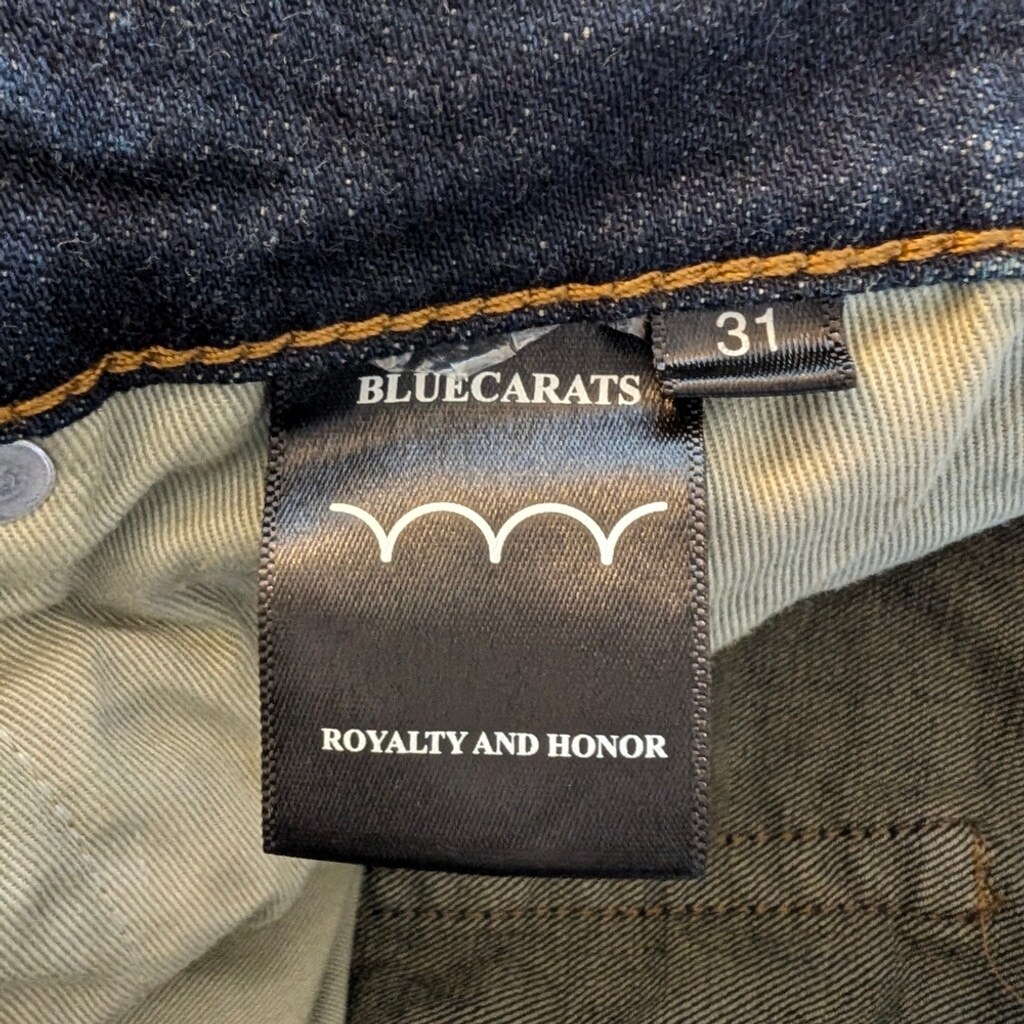 31
BLUECARATS
ROYALTY AND HONOR